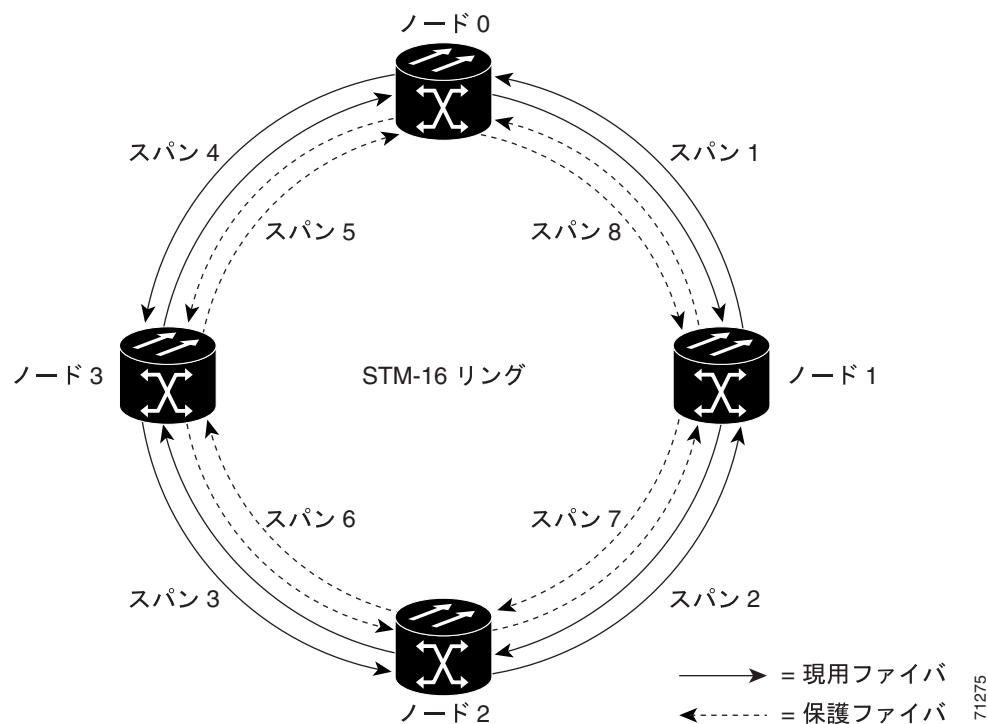 ノード 0
スパン 4
スパン 1
スパン 5
スパン 8
ノード 3
STM-16 リング
ノード 1
スパン 6
スパン 7
スパン 3
スパン 2
ノード 2
= 現用ファイバ
= 保護ファイバ
71275